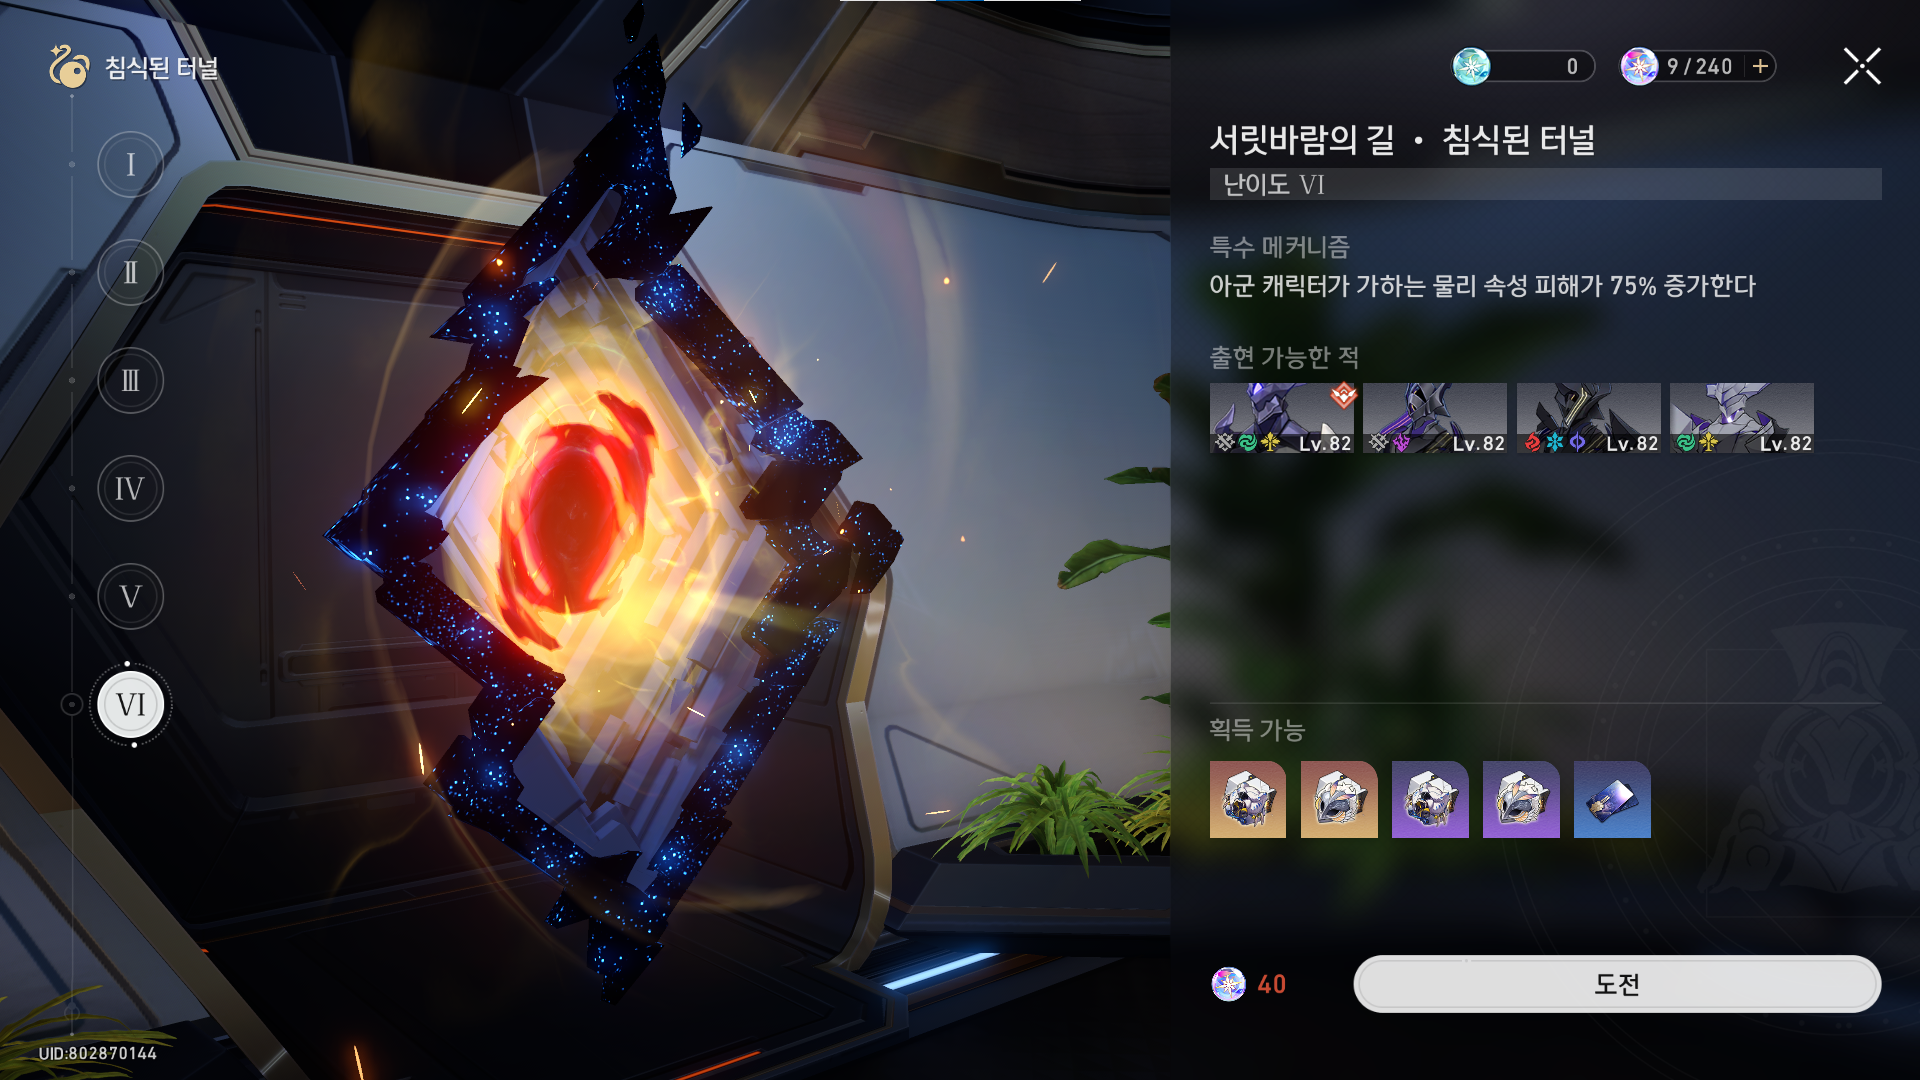 침식된 터널
I
II
III
IV
V
VI
UID:802870144
0
9/240
서릿바람의 길 • 침식된 터널
난이도 VI
특수 메커니즘
아군 캐릭터가 가하는 물리 속성 피해가 75% 증가한다
출현 가능한 적
Lv.82 Lv.82 Lv.82 Lv.82
획득 가능
40
도전